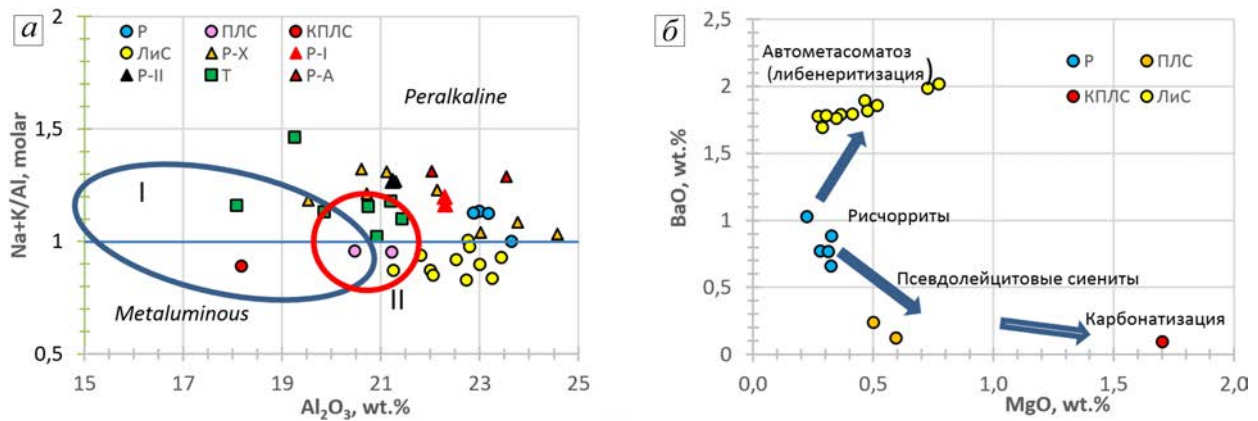 а
2
1,5
1
0,5
Na+K/Al, molar
Р ПЛС КПЛС
ЛиС Р-Х Р-I
Р-II Т Р-А
Peralkaline
I
II
Metaluminous
15 17 19 21 23 25
Al₂O₃, wt.%
б
2,5
2
1,5
1
0,5
0
BaO, wt.%
Автометасоматоз
(либенеритизация)
Р ПЛС
КПЛС ЛиС
Рисчорриты
Псевдолейцитовые сиениты
Карбонатизация
0,0 0,5 1,0 1,5 2,0
MgO, wt.%